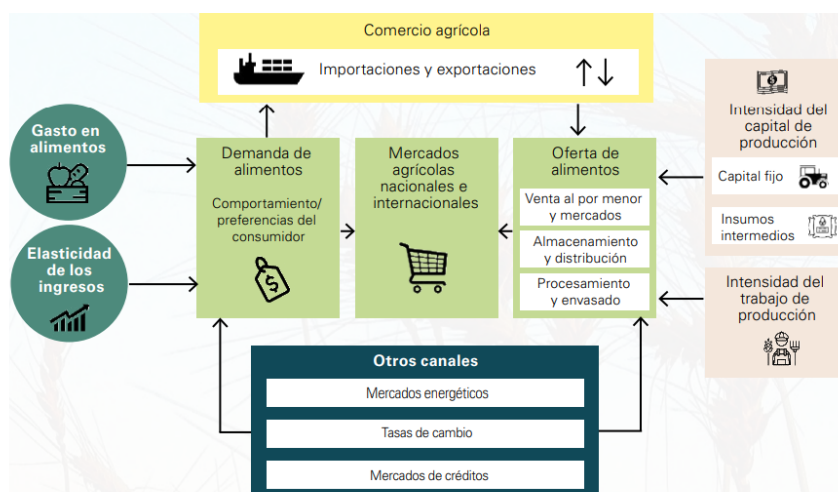 Comercio agrícola
Importaciones y exportaciones
Gasto en
alimentos
Elasticidad
de los
ingresos
Demanda de
alimentos
Comportamiento/
preferencias del
consumidor
$
Mercados
agrícolas
nacionales e
internacionales
Oferta de
alimentos
Venta al por menor
y mercados
Almacenamiento
y distribución
Procesamiento
y envasado
Intensidad del
capital de
producción
Capital fijo
Insumos
intermedios
Intensidad del
trabajo de
producción
Otros canales
Mercados energéticos
Tasas de cambio
Mercados de créditos